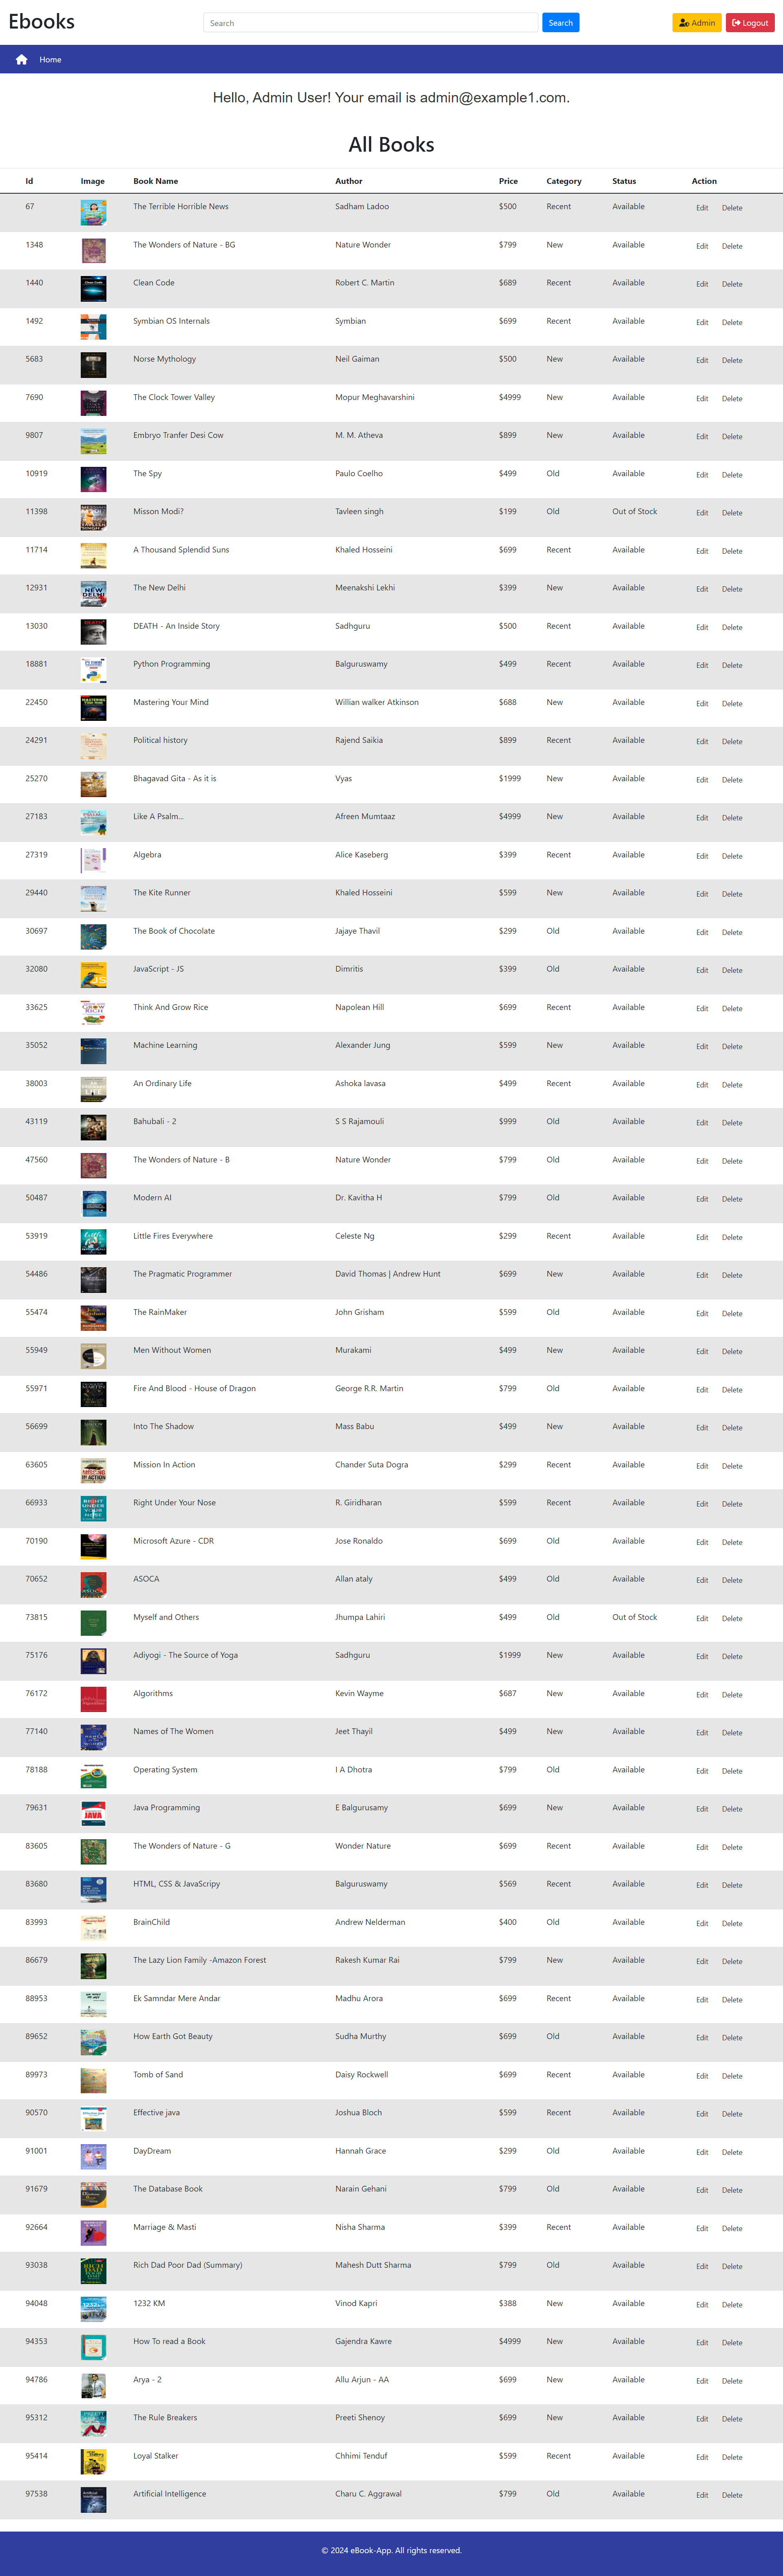 Ebooks Search Search Admin Logout
Home
Hello, Admin User! Your email is admin@example1.com.
All Books
Id Image Book Name Author Price Category Status Action
67 The Terrible Horrible News Sadham Ladoo $500 Recent Available Edit Delete
1348 The Wonders of Nature - BG Nature Wonder $799 New Available Edit Delete
1440 Clean Code Robert C. Martin $689 Recent Available Edit Delete
1492 Symbian OS Internals Symbian $699 Recent Available Edit Delete
5683 Norse Mythology Neil Gaiman $500 New Available Edit Delete
7690 The Clock Tower Valley Mopur Meghavarshini $4999 New Available Edit Delete
9807 Embryo Tranfer Desi Cow M. M. Atheva $899 New Available Edit Delete
10919 The Spy Paulo Coelho $499 Old Available Edit Delete
11398 Misson Modi? Tavleen singh $199 Old Out of Stock Edit Delete
11714 A Thousand Splendid Suns Khaled Hosseini $699 Recent Available Edit Delete
12931 The New Delhi Meenakshi Lekhi $399 New Available Edit Delete
13030 DEATH - An Inside Story Sadhguru $500 Recent Available Edit Delete
18881 Python Programming Balguruswamy $499 Recent Available Edit Delete
22450 Mastering Your Mind Willian walker Atkinson $688 New Available Edit Delete
24291 Political history Rajend Saikia $899 Recent Available Edit Delete
25270 Bhagavad Gita - As it is Vyas $1999 New Available Edit Delete
27183 Like A Psalm... Afreen Mumtaaz $4999 New Available Edit Delete
27319 Algebra Alice Kaseberg $399 Recent Available Edit Delete
29440 The Kite Runner Khaled Hosseini $599 New Available Edit Delete
30697 The Book of Chocolate Jajaye Thavil $299 Old Available Edit Delete
32080 JavaScript - JS Dimritis $399 Old Available Edit Delete
33625 Think And Grow Rice Napolean Hill $699 Recent Available Edit Delete
35052 Machine Learning Alexander Jung $599 New Available Edit Delete
38003 An Ordinary Life Ashoka lavasa $499 Recent Available Edit Delete
43119 Bahubali - 2 S S Rajamouli $999 Old Available Edit Delete
47560 The Wonders of Nature - B Nature Wonder $799 Old Available Edit Delete
50487 Modern AI Dr. Kavitha H $799 Old Available Edit Delete
53919 Little Fires Everywhere Celeste Ng $299 Recent Available Edit Delete
54486 The Pragmatic Programmer David Thomas | Andrew Hunt $699 New Available Edit Delete
55474 The RainMaker John Grisham $599 Old Available Edit Delete
55949 Men Without Women Murakami $499 New Available Edit Delete
55971 Fire And Blood - House of Dragon George R.R. Martin $799 Old Available Edit Delete
56699 Into The Shadow Mass Babu $499 New Available Edit Delete
63605 Mission In Action Chander Suta Dogra $299 Recent Available Edit Delete
66933 Right Under Your Nose R. Giridharan $599 Recent Available Edit Delete
70190 Microsoft Azure - CDR Jose Ronaldo $699 Old Available Edit Delete
70652 ASOCA Allan ataly $499 Old Available Edit Delete
73815 Myself and Others Jhumpa Lahiri $499 Old Out of Stock Edit Delete
75176 Adiyogi - The Source of Yoga Sadhguru $1999 New Available Edit Delete
76172 Algorithms Kevin Wayme $687 New Available Edit Delete
77140 Names of The Women Jeet Thayil $499 New Available Edit Delete
78188 Operating System I A Dhotra $799 Old Available Edit Delete
79631 Java Programming E Balgurusamy $699 New Available Edit Delete
83605 The Wonders of Nature - G Wonder Nature $699 Recent Available Edit Delete
83680 HTML, CSS & JavaScripy Balguruswamy $569 Recent Available Edit Delete
83993 BrainChild Andrew Nelderman $400 Old Available Edit Delete
86679 The Lazy Lion Family -Amazon Forest Rakesh Kumar Rai $799 New Available Edit Delete
88953 Ek Samndar Mere Andar Madhu Arora $699 Recent Available Edit Delete
89652 How Earth Got Beauty Sudha Murthy $699 Old Available Edit Delete
89973 Tomb of Sand Daisy Rockwell $699 Recent Available Edit Delete
90570 Effective java Joshua Bloch $599 Recent Available Edit Delete
91001 DayDream Hannah Grace $299 Old Available Edit Delete
91679 The Database Book Narain Gehani $799 Old Available Edit Delete
92664 Marriage & Masti Nisha Sharma $399 Recent Available Edit Delete
93038 Rich Dad Poor Dad (Summary) Mahesh Dutt Sharma $799 Old Available Edit Delete
94048 1232 KM Vinod Kapri $388 New Available Edit Delete
94353 How To read a Book Gajendra Kawre $4999 New Available Edit Delete
94786 Arya - 2 Allu Arjun - AA $699 New Available Edit Delete
95312 The Rule Breakers Preeti Shenoy $699 New Available Edit Delete
95414 Loyal Stalker Chhimi Tenduf $599 Recent Available Edit Delete
97538 Artificial Intelligence Charu C. Aggrawal $799 Old Available Edit Delete
© 2024 eBook-App. All rights reserved.